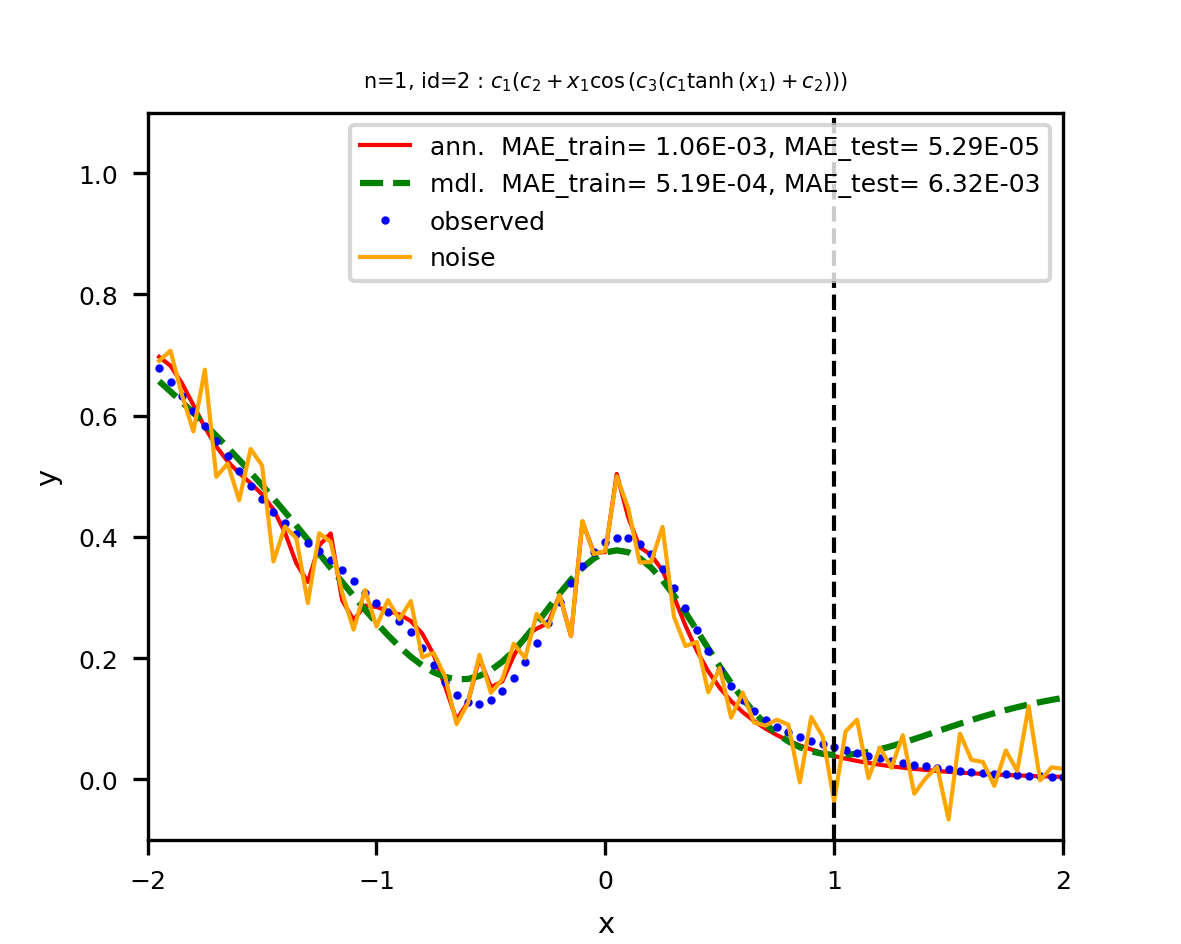 n=1, id=2 : c₁(c₂ + x₁cos (c₃(c₁tanh (x₁) + c₂)))
ann. MAE_train= 1.06E-03, MAE_test= 5.29E-05
mdl. MAE_train= 5.19E-04, MAE_test= 6.32E-03
observed
noise
1.0
0.8
0.6
0.4
0.2
0.0
y
−2 −1 0 1 2
x